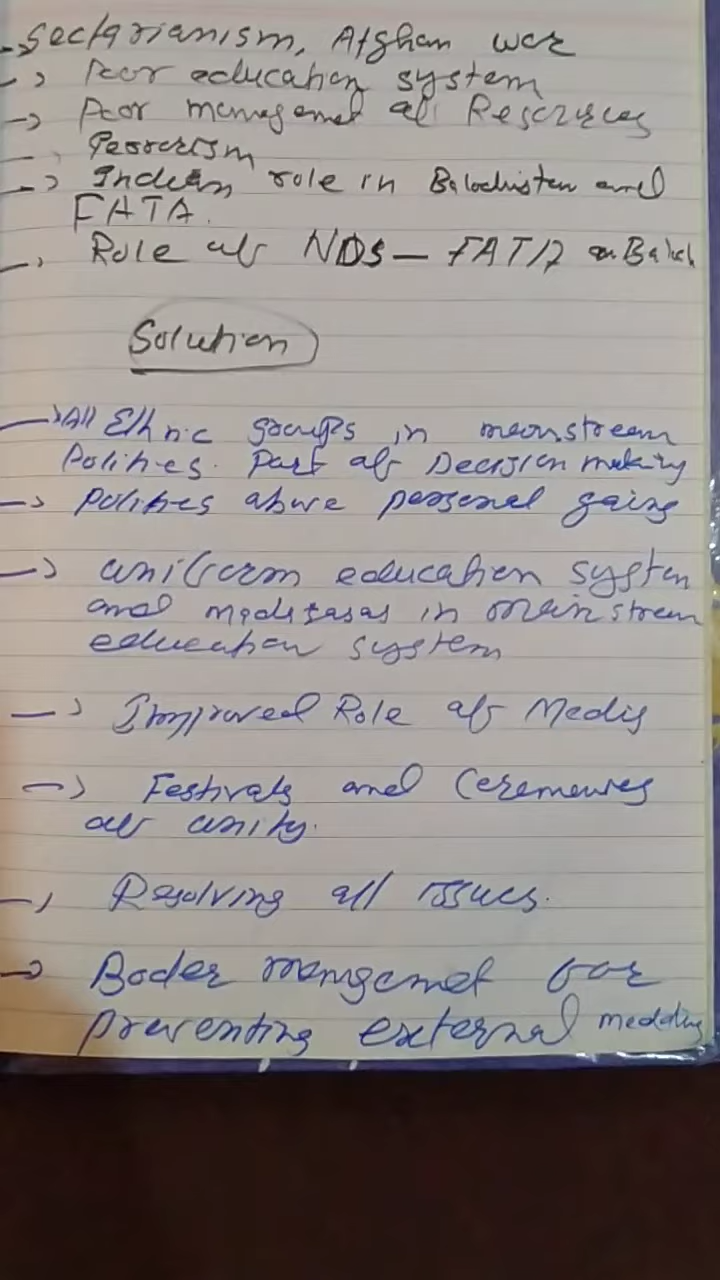 → Sectarianism, Afghan war
→ Poor education system
→ Poor management of Resources
→ Terrorism
→ Indian role in Balochistan and
FATA.
→ Role of NDS — FATA Baloch
Solution
→ All Ethnic groups in mainstream
Politics. Part of Decision making
→ Politics above personal gains
→ uniform education system
and madrasas in mainstream
education system
→ Improved Role of Media
→ Festivals and Ceremonies
of unity.
→ Resolving all issues.
→ Boder mangemet for
preventing external meddling